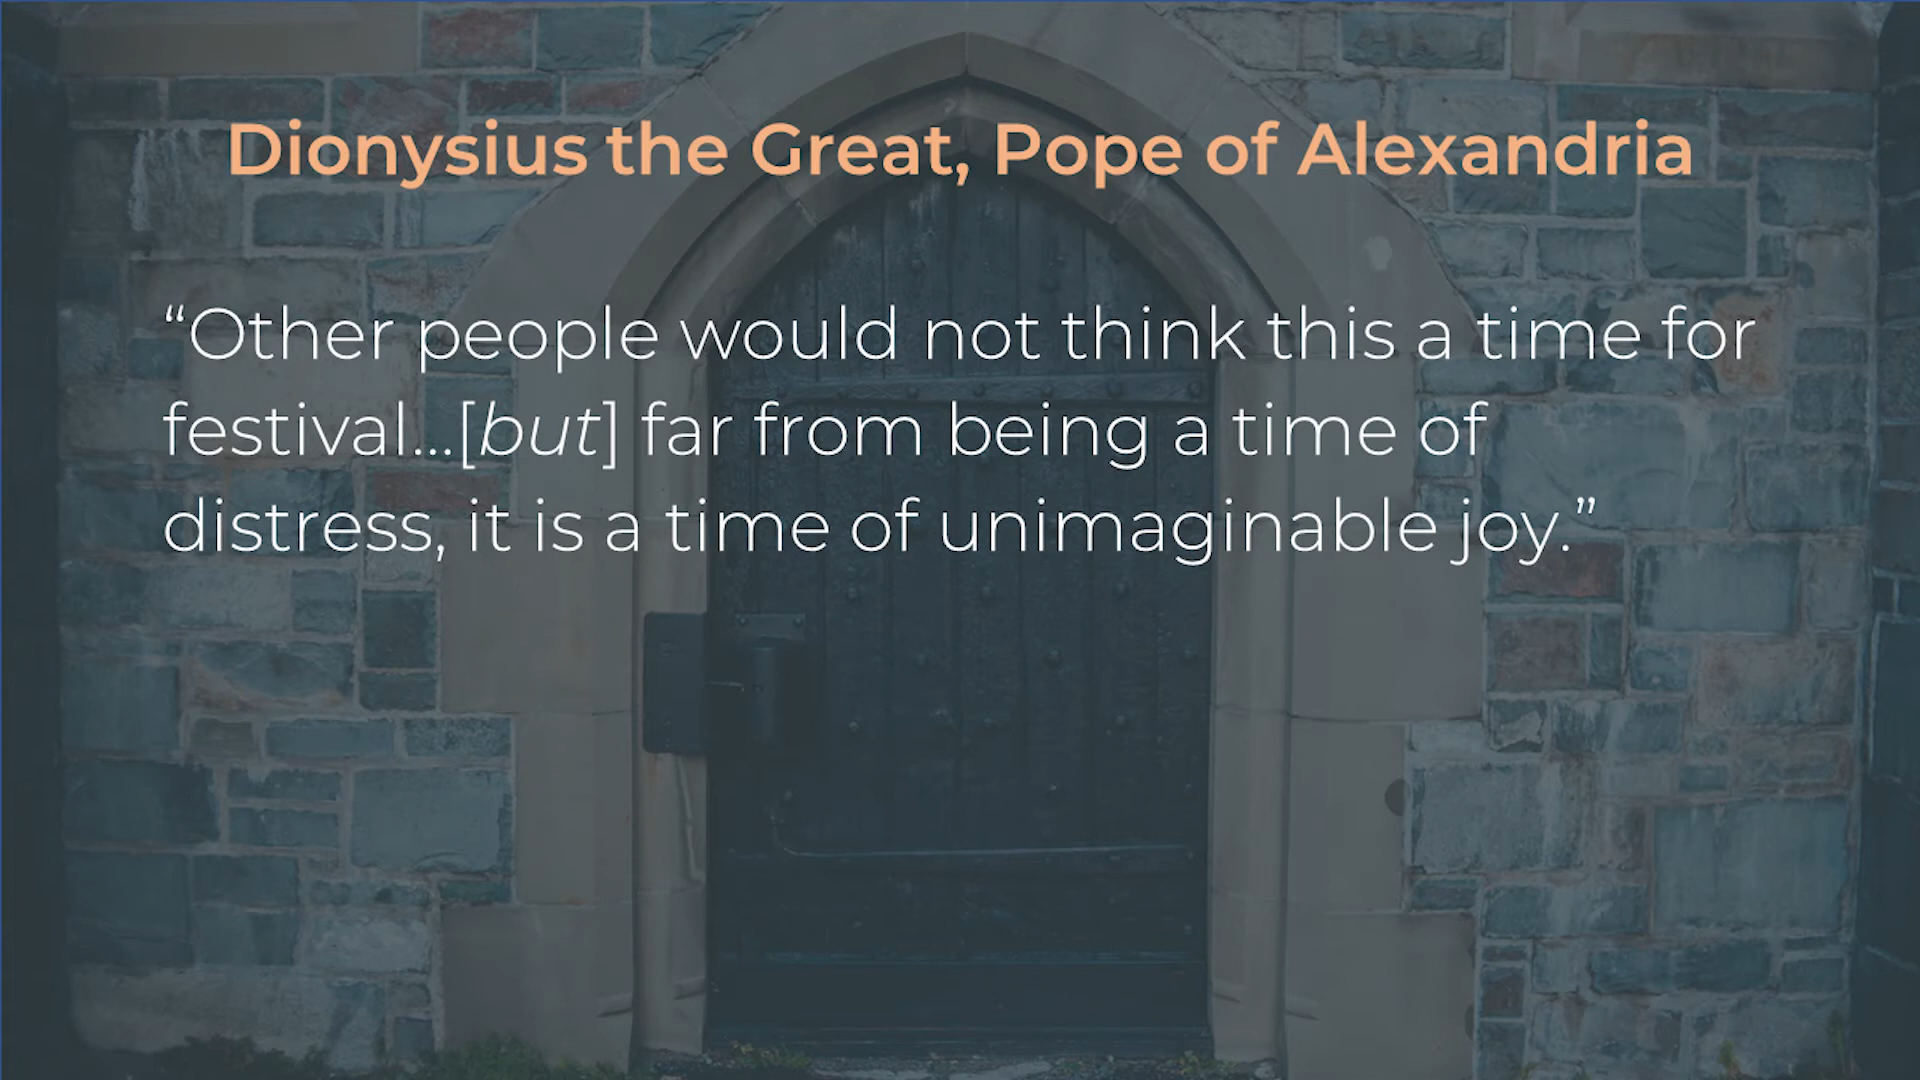 Dionysius the Great, Pope of Alexandria
“Other people would not think this a time for
festival...[but] far from being a time of
distress, it is a time of unimaginable joy.”